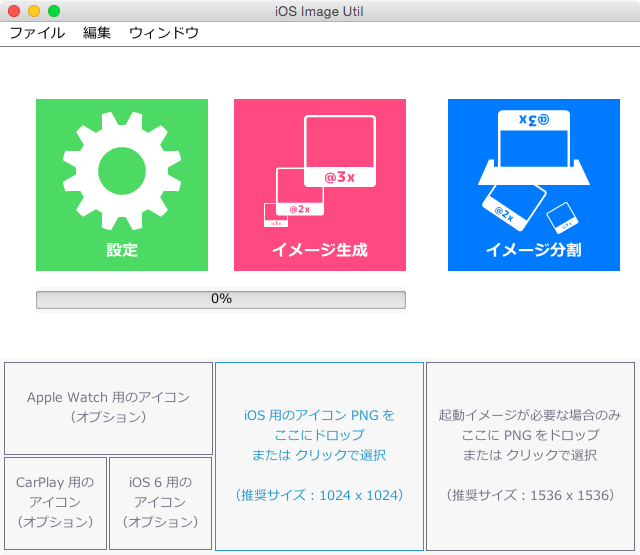 iOS Image Util
ファイル 編集 ウィンドウ
@3x
@2x
設定
イメージ生成
@3x
@2x
イメージ分割
0%
Apple Watch 用のアイコン
（オプション）
CarPlay 用の
アイコン
（オプション）
iOS 6 用の
アイコン
（オプション）
iOS 用のアイコン PNG を
ここにドロップ
または クリックで選択
（推奨サイズ : 1024 x 1024）
起動イメージが必要な場合のみ
ここに PNG をドロップ
または クリックで選択
（推奨サイズ : 1536 x 1536）